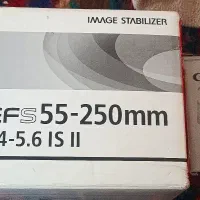 IMAGE STABILIZER
EFS 55-250mm
4-5.6 IS II